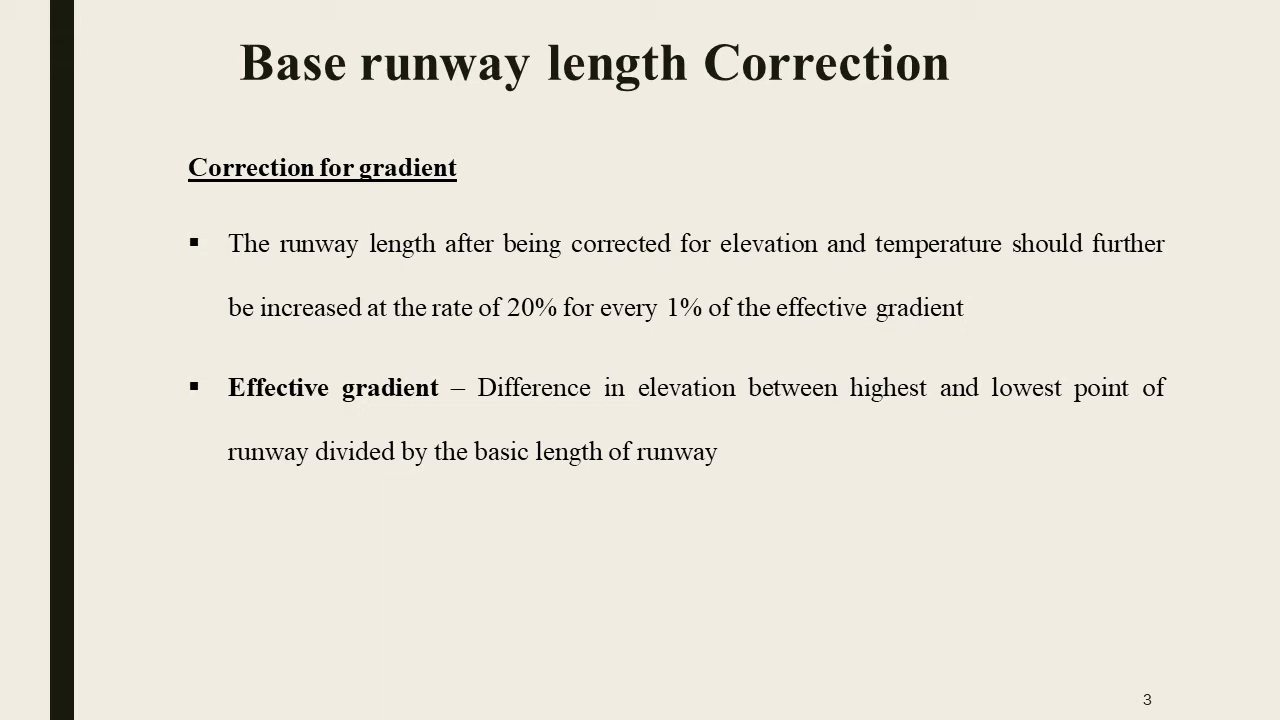 Base runway length Correction
Correction for gradient
▪ The runway length after being corrected for elevation and temperature should further
be increased at the rate of 20% for every 1% of the effective gradient
▪ Effective gradient – Difference in elevation between highest and lowest point of
runway divided by the basic length of runway
3